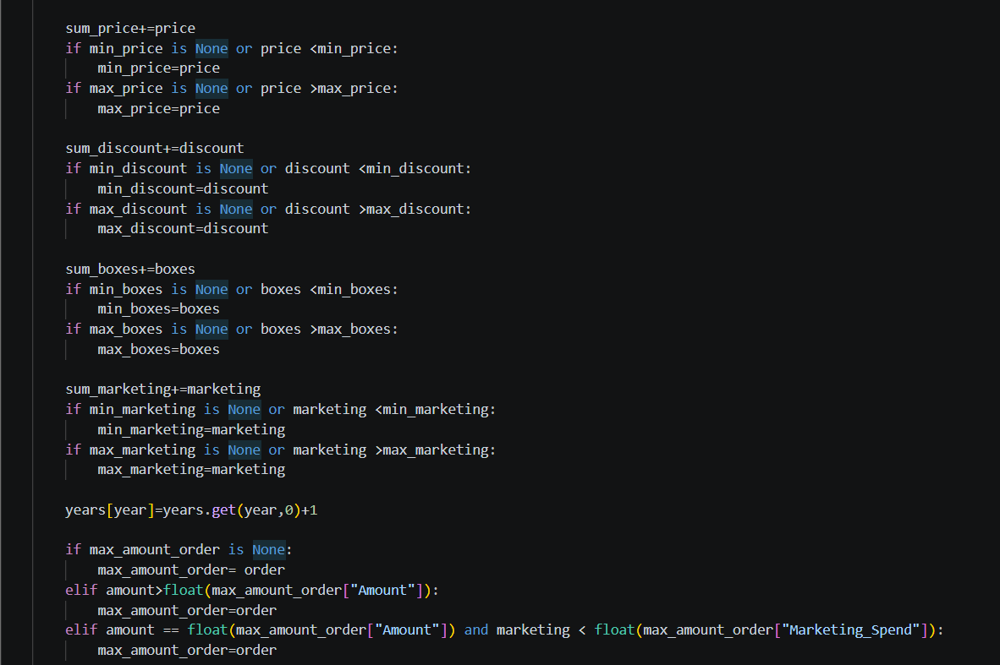 sum_price+=price
if min_price is None or price <min_price:
    min_price=price
if max_price is None or price >max_price:
    max_price=price

sum_discount+=discount
if min_discount is None or discount <min_discount:
    min_discount=discount
if max_discount is None or discount >max_discount:
    max_discount=discount

sum_boxes+=boxes
if min_boxes is None or boxes <min_boxes:
    min_boxes=boxes
if max_boxes is None or boxes >max_boxes:
    max_boxes=boxes

sum_marketing+=marketing
if min_marketing is None or marketing <min_marketing:
    min_marketing=marketing
if max_marketing is None or marketing >max_marketing:
    max_marketing=marketing

years[year]=years.get(year,0)+1

if max_amount_order is None:
    max_amount_order= order
elif amount>float(max_amount_order["Amount"]):
    max_amount_order=order
elif amount == float(max_amount_order["Amount"]) and marketing < float(max_amount_order["Marketing_Spend"]):
    max_amount_order=order